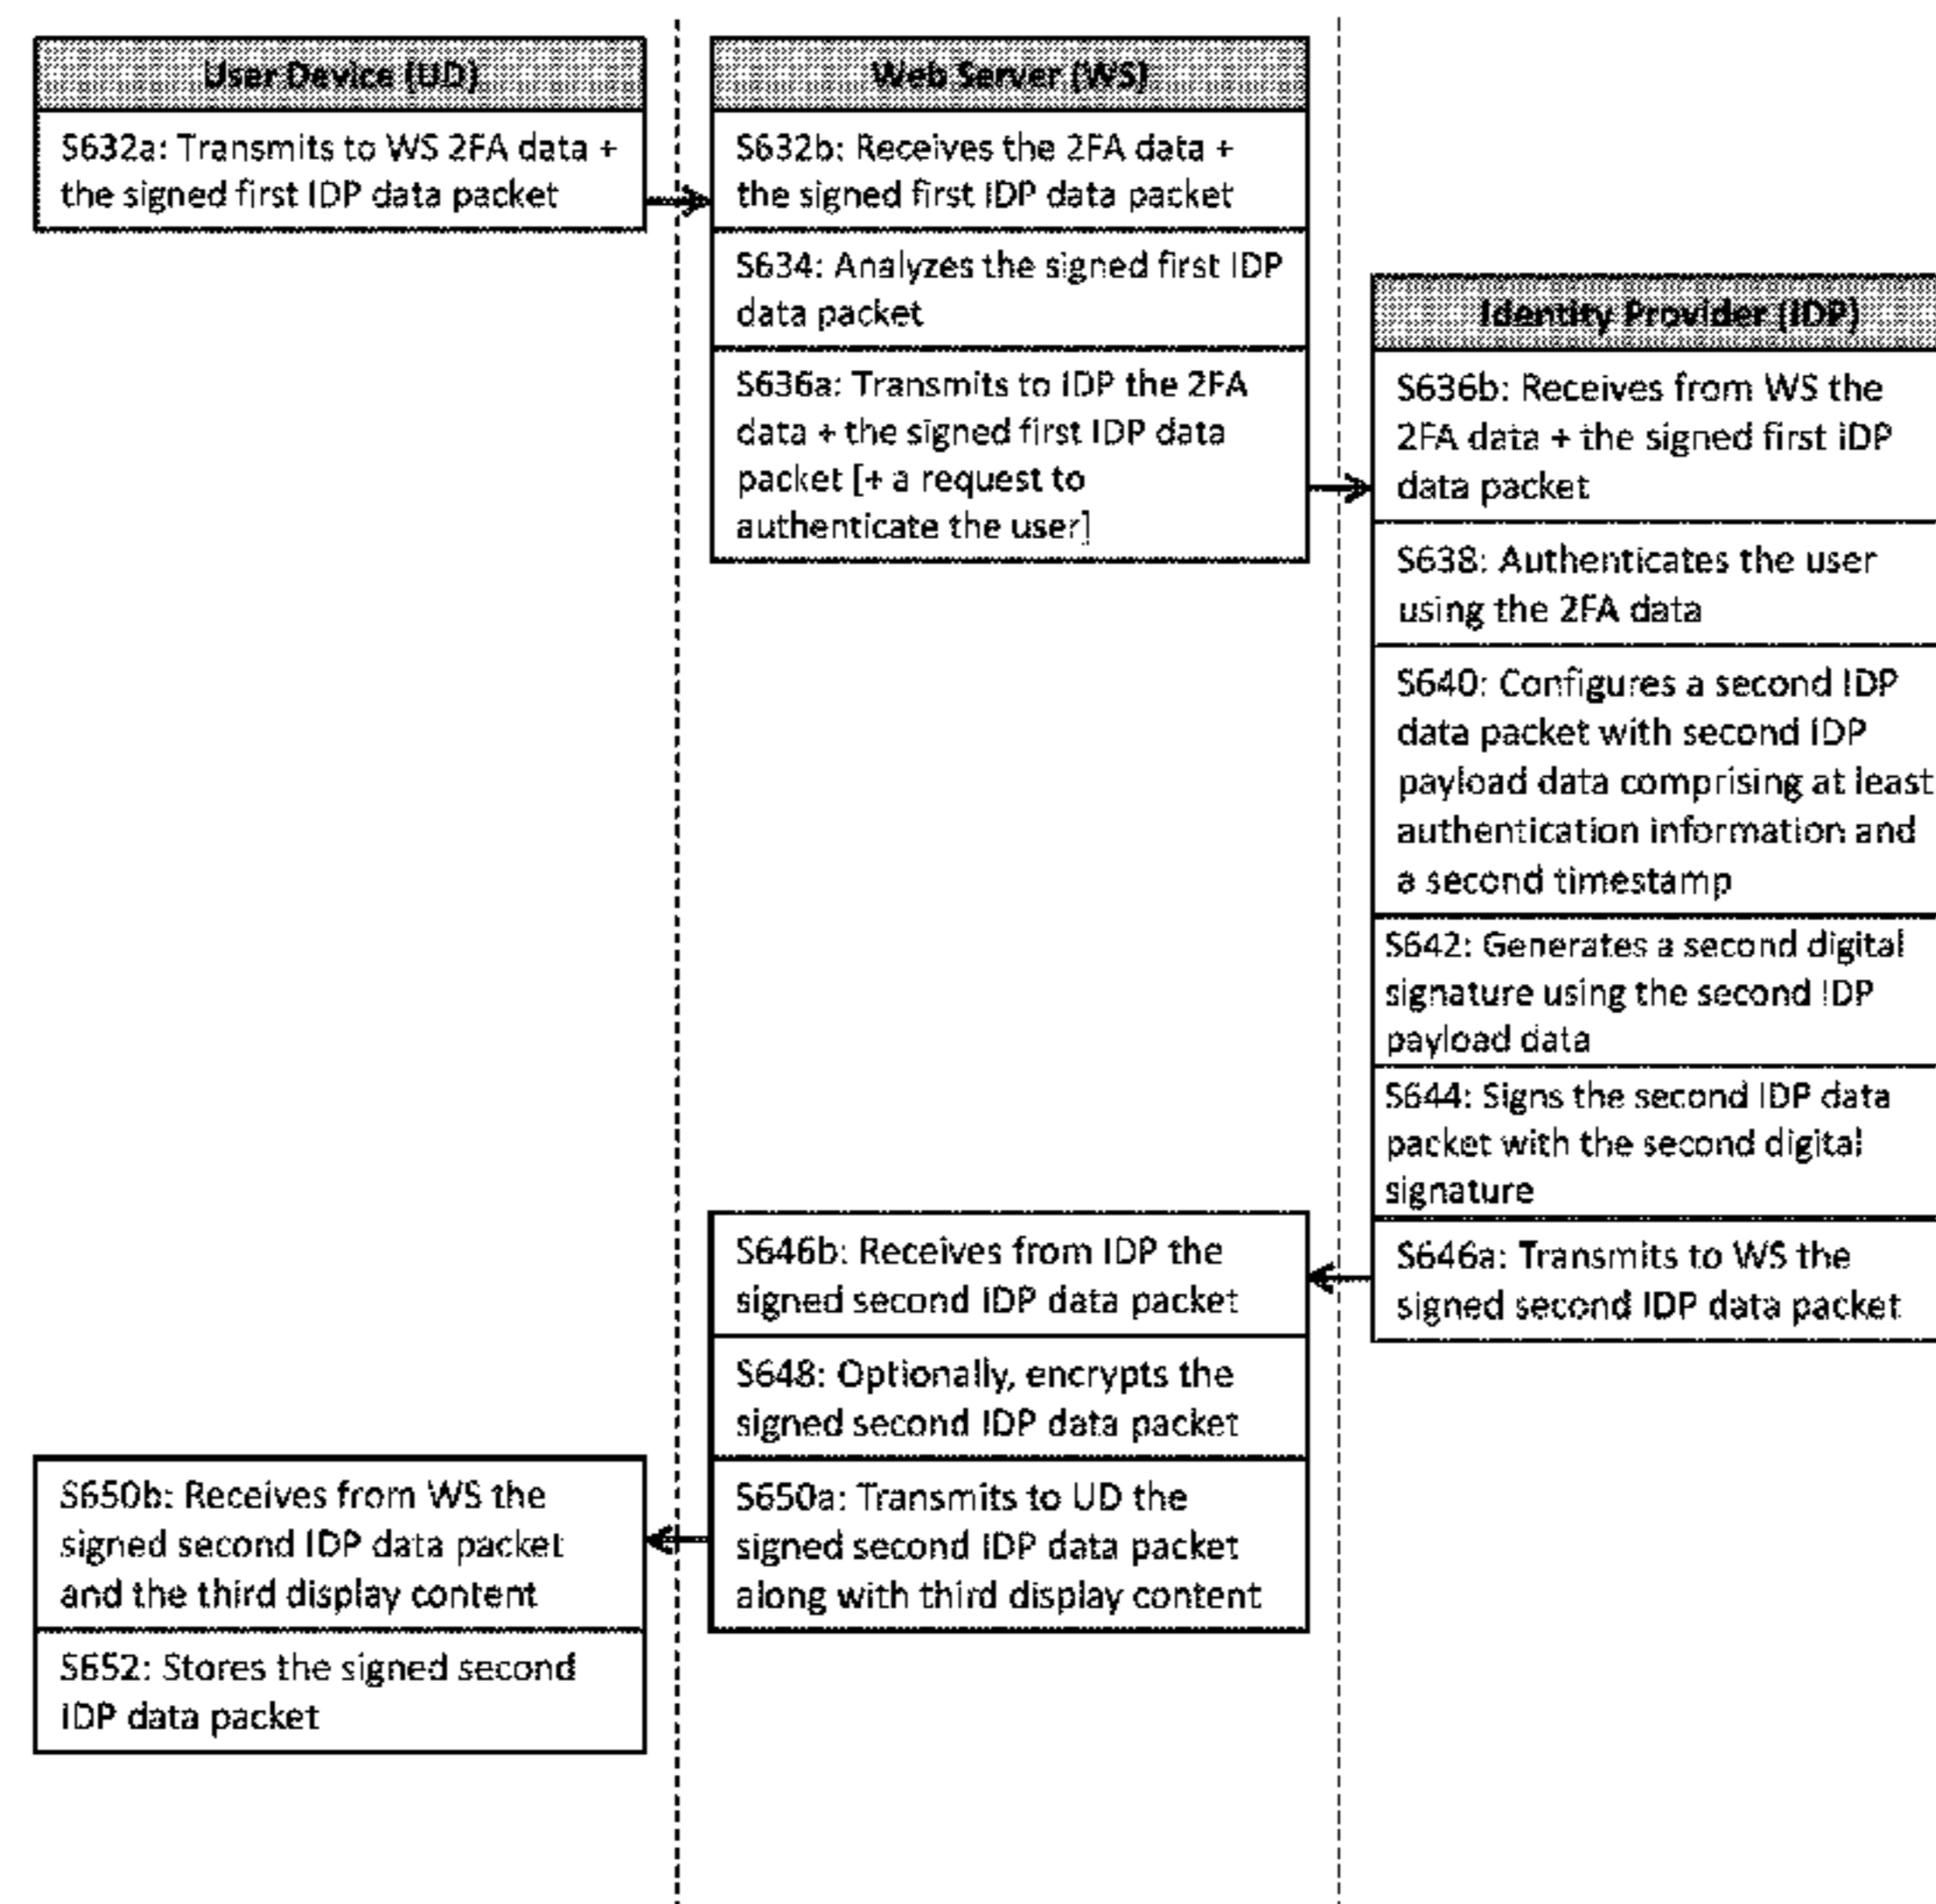 User Device (UD)
S632a: Transmits to WS 2FA data +
the signed first IDP data packet
Web Server (WS)
S632b: Receives the 2FA data +
the signed first IDP data packet
S634: Analyzes the signed first IDP
data packet
S636a: Transmits to IDP the 2FA
data + the signed first IDP data
packet [+ a request to
authenticate the user]
Identity Provider (IDP)
S636b: Receives from WS the
2FA data + the signed first IDP
data packet
S638: Authenticates the user
using the 2FA data
S640: Configures a second IDP
data packet with second IDP
payload data comprising at least
authentication information and
a second timestamp
S642: Generates a second digital
signature using the second IDP
payload data
S644: Signs the second IDP data
packet with the second digital
signature
S646a: Transmits to WS the
signed second IDP data packet
S646b: Receives from IDP the
signed second IDP data packet
S648: Optionally, encrypts the
signed second IDP data packet
S650a: Transmits to UD the
signed second IDP data packet
along with third display content
S650b: Receives from WS the
signed second IDP data packet
and the third display content
S652: Stores the signed second
IDP data packet